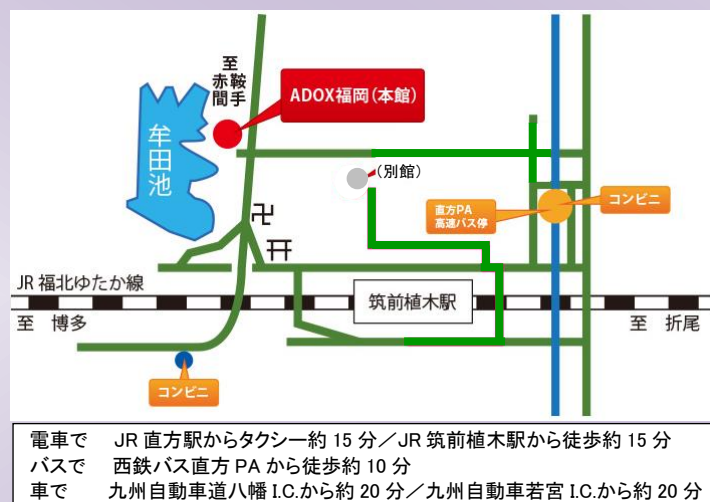 至 鞍手
赤間
ADOX福岡(本館)
牟田池
(別館)
直方PA
高速バス停
コンビニ
卍
JR 福北ゆたか線
筑前植木駅
至 博多
至 折尾
コンビニ
電車で JR 直方駅からタクシー約 15 分/JR 筑前植木駅から徒歩約 15 分
バスで 西鉄バス直方 PA から徒歩約 10 分
車で 九州自動車道八幡 I.C.から約 20 分/九州自動車若宮 I.C.から約 20 分